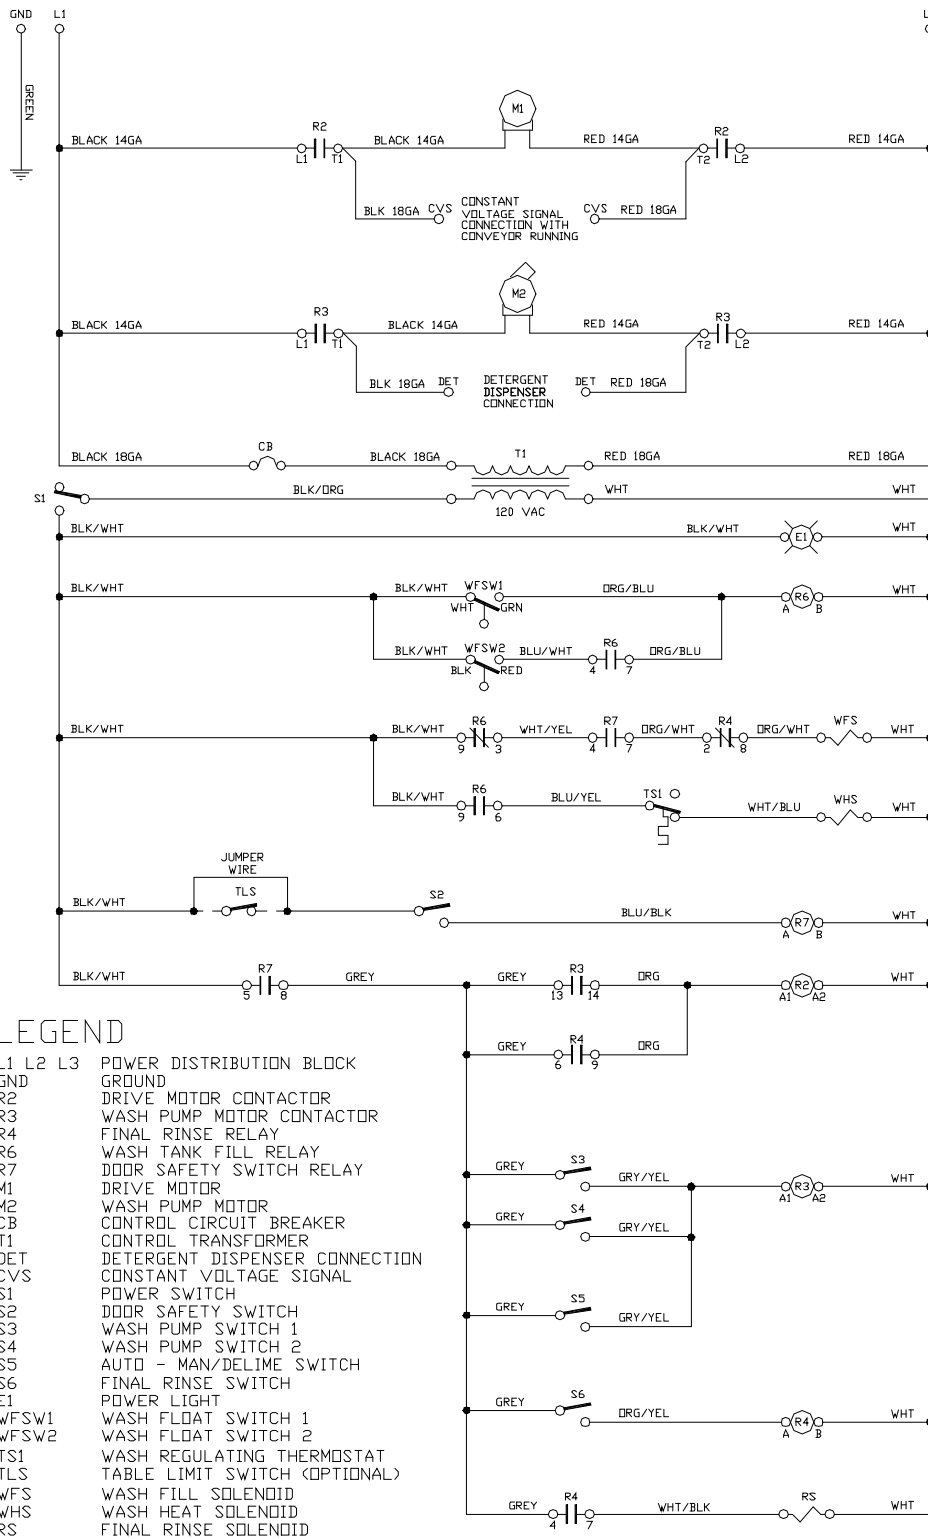 GND L1 L
GREEN
BLACK 14GA R2 BLACK 14GA M1 RED 14GA R2 RED 14GA
L1 T1 T2 L2
BLK 18GA CVS CONSTANT CVS RED 18GA
VOLTAGE SIGNAL
CONNECTION WITH
CONVEYOR RUNNING
BLACK 14GA R3 BLACK 14GA M2 RED 14GA R3 RED 14GA
L1 T1 T2 L2
BLK 18GA DET DETERGENT DET RED 18GA
DISPENSER
CONNECTION
BLACK 18GA CB BLACK 18GA T1 RED 18GA RED 18GA
S1 BLK/ORG WHT WHT
120 VAC
BLK/WHT BLK/WHT E1 WHT
BLK/WHT BLK/WHT WFSW1 ORG/BLU R6 WHT
WHT GRN A B
BLK/WHT WFSW2 BLU/WHT R6 ORG/BLU
BLK RED 4 7
BLK/WHT BLK/WHT R6 WHT/YEL R7 ORG/WHT R4 ORG/WHT WFS WHT
9 3 4 7 2 8
BLK/WHT R6 BLU/YEL TS1 WHT/BLU WHS WHT
9 6
JUMPER
WIRE
BLK/WHT TLS S2 BLU/BLK R7 WHT
A B
BLK/WHT R7 GREY GREY R3 ORG R2 WHT
5 8 13 14 A1 A2
GREY R4 ORG
6 9
GREY S3 GRY/YEL R3 WHT
A1 A2
GREY S4 GRY/YEL
GREY S5 GRY/YEL
GREY S6 ORG/YEL R4 WHT
A B
GREY R4 WHT/BLK RS WHT
4 7
LEGEND
L1 L2 L3 POWER DISTRIBUTION BLOCK
GND GROUND
R2 DRIVE MOTOR CONTACTOR
R3 WASH PUMP MOTOR CONTACTOR
R4 FINAL RINSE RELAY
R6 WASH TANK FILL RELAY
R7 DOOR SAFETY SWITCH RELAY
M1 DRIVE MOTOR
M2 WASH PUMP MOTOR
CB CONTROL CIRCUIT BREAKER
T1 CONTROL TRANSFORMER
DET DETERGENT DISPENSER CONNECTION
CVS CONSTANT VOLTAGE SIGNAL
S1 POWER SWITCH
S2 DOOR SAFETY SWITCH
S3 WASH PUMP SWITCH 1
S4 WASH PUMP SWITCH 2
S5 AUTO - MAN/DELIME SWITCH
S6 FINAL RINSE SWITCH
E1 POWER LIGHT
WFSW1 WASH FLOAT SWITCH 1
WFSW2 WASH FLOAT SWITCH 2
TS1 WASH REGULATING THERMOSTAT
TLS TABLE LIMIT SWITCH (OPTIONAL)
WFS WASH FILL SOLENOID
WHS WASH HEAT SOLENOID
RS FINAL RINSE SOLENOID